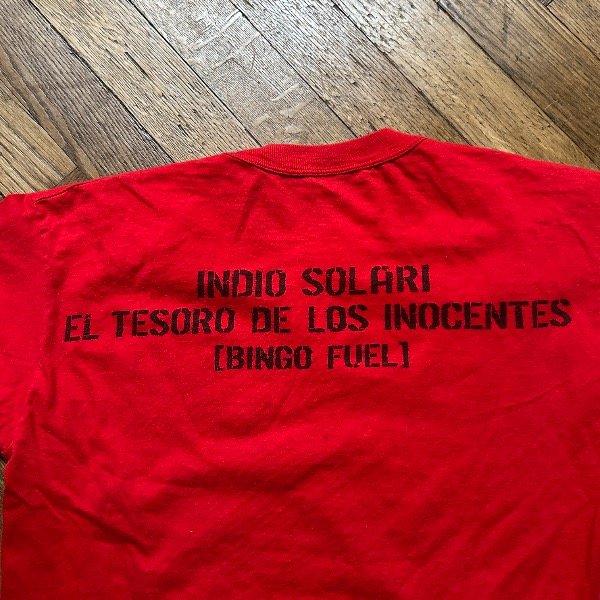 INDIO SOLARI
EL TESORO DE LOS INOCENTES
[BINGO FUEL]